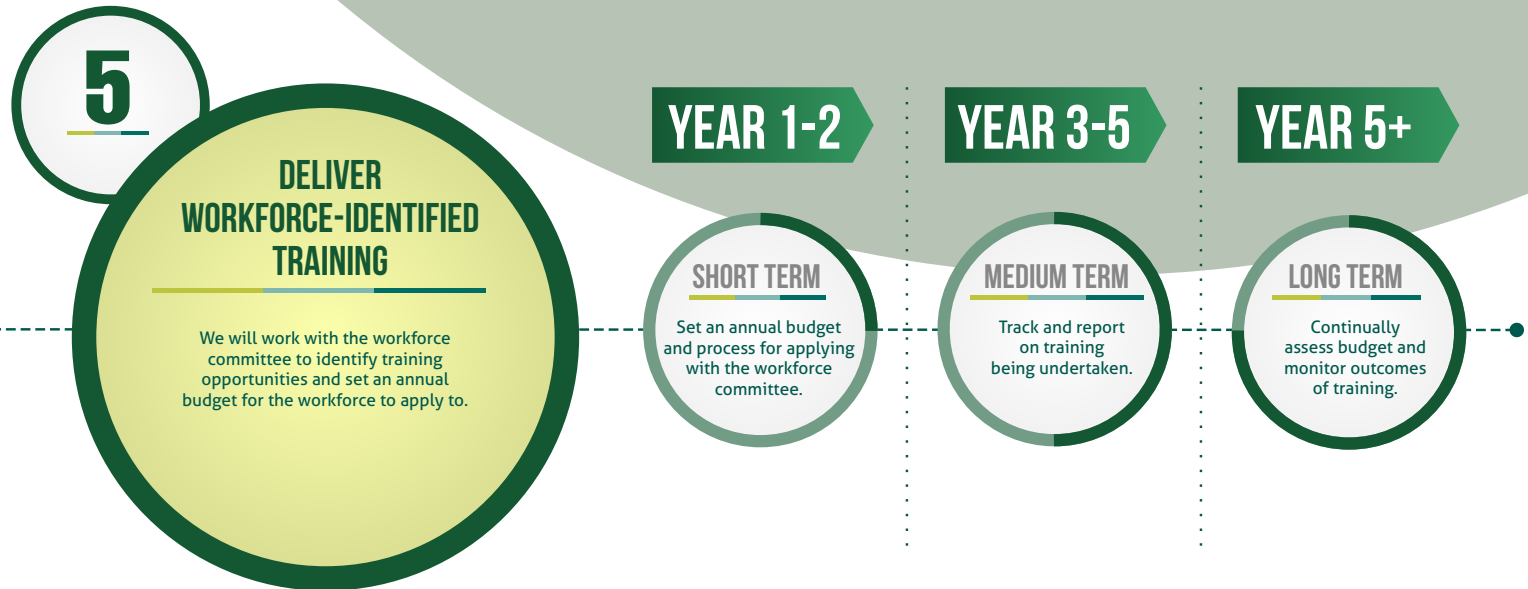 5
DELIVER
WORKFORCE-IDENTIFIED
TRAINING
We will work with the workforce
committee to identify training
opportunities and set an annual
budget for the workforce to apply to.
YEAR 1-2
SHORT TERM
Set an annual budget
and process for applying
with the workforce
committee.
YEAR 3-5
MEDIUM TERM
Track and report
on training
being undertaken.
YEAR 5+
LONG TERM
Continually
assess budget and
monitor outcomes
of training.